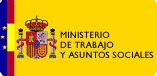 MINISTERIO
DE TRABAJO
Y ASUNTOS SOCIALES